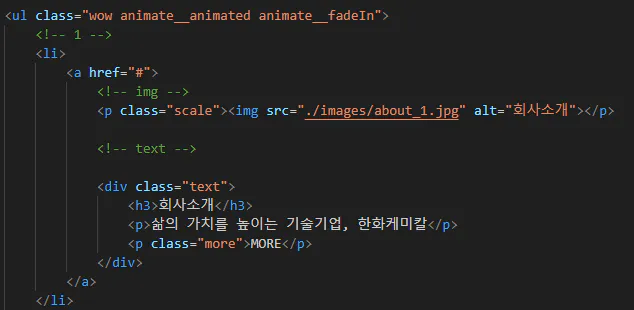 <ul class="wow animate__animated animate__fadeIn">
<!-- 1 -->
<li>
<a href="#">
<!-- img -->
<p class="scale"><img src="./images/about_1.jpg" alt="회사소개"></p>
<!-- text -->
<div class="text">
<h3>회사소개</h3>
<p>삶의 가치를 높이는 기술기업, 한화케미칼</p>
<p class="more">MORE</p>
</div>
</a>
</li>